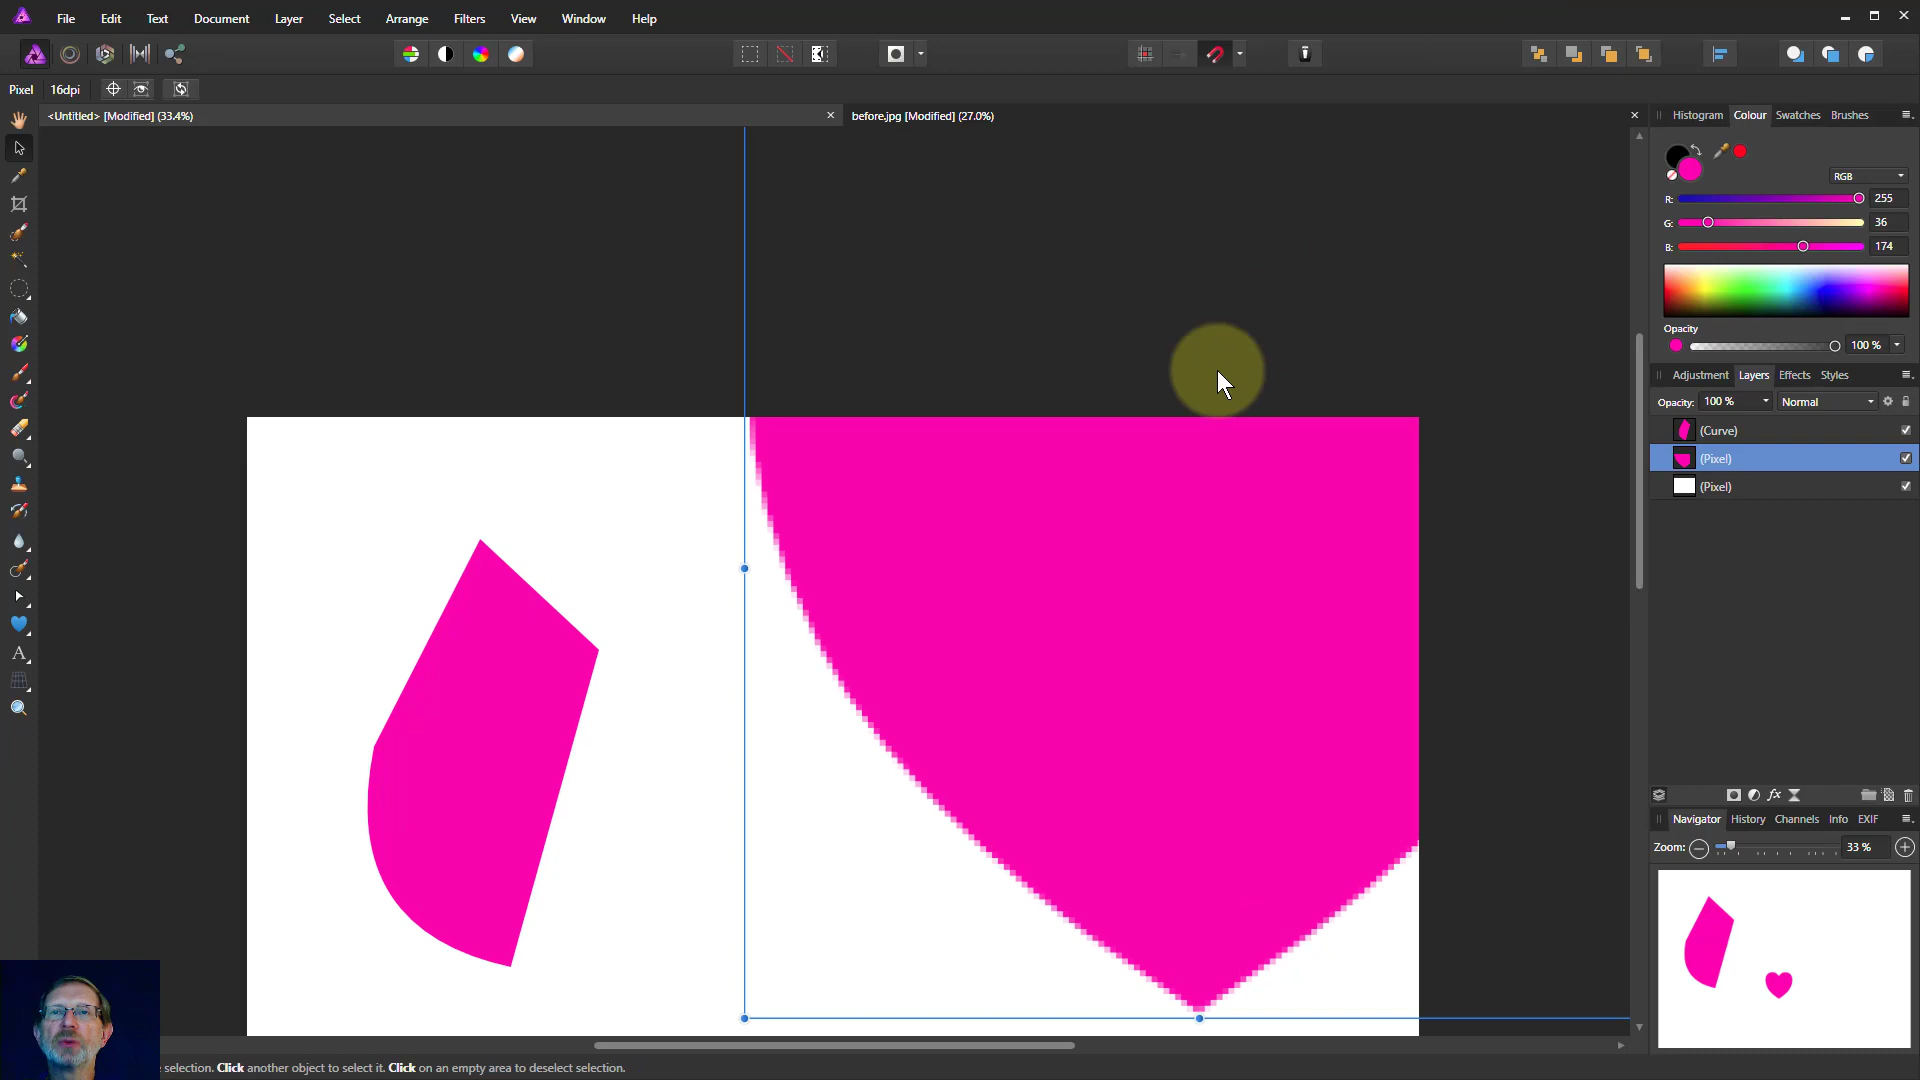 File Edit Text Document Layer Select Arrange Filters View Window Help
Pixel 16dpi
<Untitled> [Modified] (33.4%)
before.jpg [Modified] (27.0%)
Histogram Colour Swatches Brushes
RGB
R: 255
G: 36
B: 174
Opacity
100 %
Adjustment Layers Effects Styles
Opacity: 100 % Normal
(Curve)
(Pixel)
(Pixel)
fx
Navigator History Channels Info EXIF
Zoom: 33 %
A
selection. Click another object to select it. Click on an empty area to deselect selection.